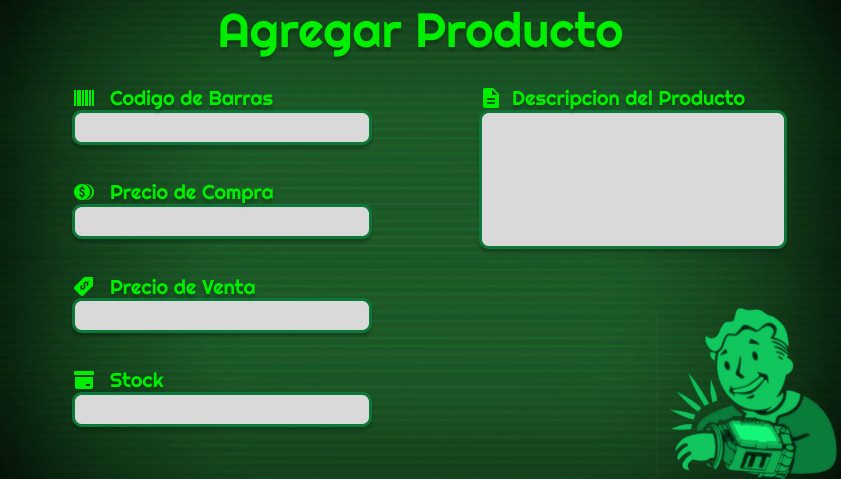 Agregar Producto
Codigo de Barras
Descripcion del Producto
Precio de Compra
Precio de Venta
Stock